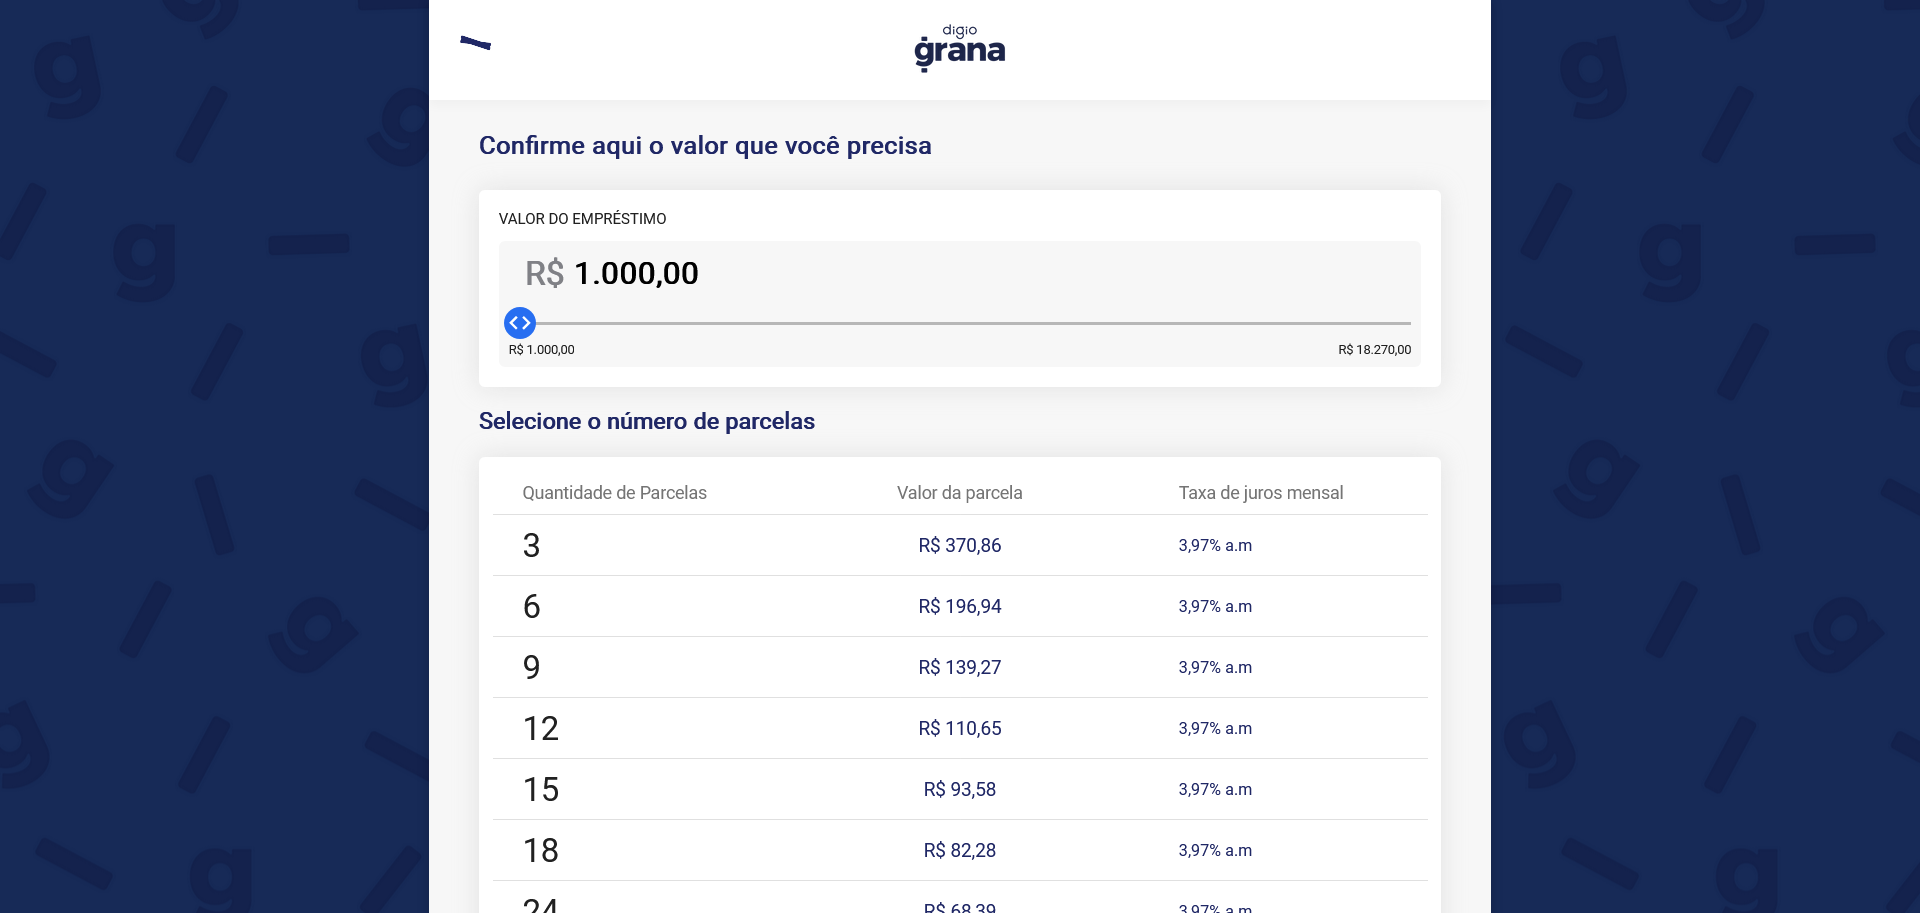 digio
grana
Confirme aqui o valor que você precisa
VALOR DO EMPRÉSTIMO
R$ 1.000,00
R$ 1.000,00 R$ 18.270,00
Selecione o número de parcelas
Quantidade de Parcelas Valor da parcela Taxa de juros mensal
3 R$ 370,86 3,97% a.m
6 R$ 196,94 3,97% a.m
9 R$ 139,27 3,97% a.m
12 R$ 110,65 3,97% a.m
15 R$ 93,58 3,97% a.m
18 R$ 82,28 3,97% a.m
24 R$ 68,39 3,97% a.m